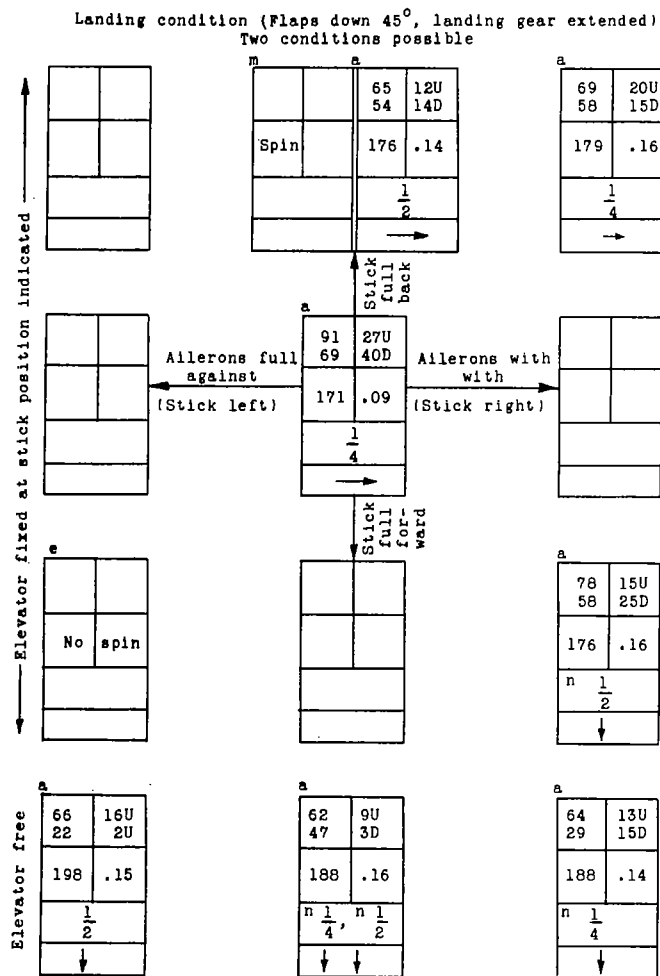 Landing condition (Flaps down 45°, landing gear extended)
Two conditions possible
m a a
65 12U 69 20U
54 14D 58 15D
Spin 176 .14 179 .16
1/2 1/4
→ →
Stick full back
a
91 27U
69 40D
Ailerons full against
(Stick left)
Ailerons with with
(Stick right)
171 .09
1/4
→
Stick full for-ward
Elevator fixed at stick position indicated
e a
78 15U
58 25D
No spin 176 .16
n 1/2
↓
Elevator free
a a a
66 16U 62 9U 64 13U
22 2U 47 3D 29 15D
198 .15 188 .16 188 .14
1/2 n 1/4, n 1/2 n 1/4
↓ ↓ ↓ ↓